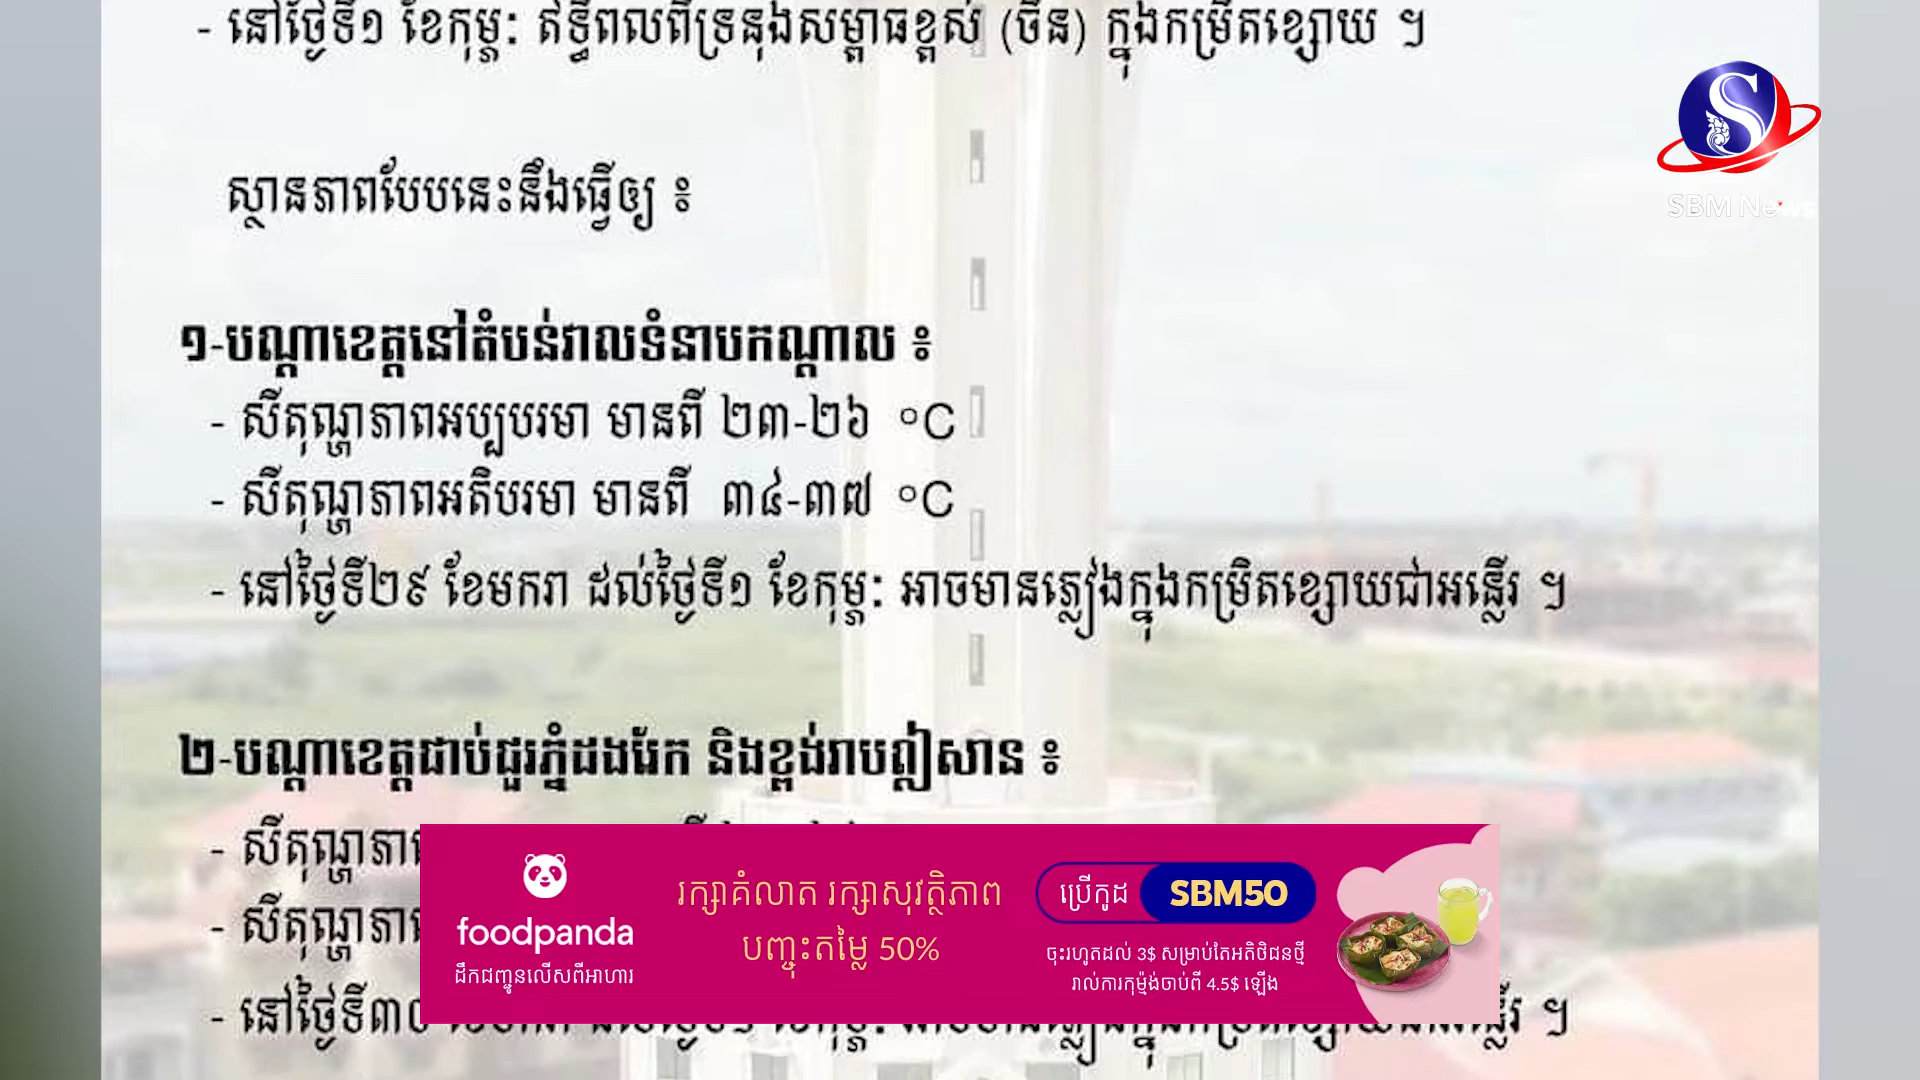 - នៅថ្ងៃទី១ ខែកុម្ភៈ ឥទ្ធិពលពីទ្រនុងសម្ពាធខ្ពស់ (ចិន) ក្នុងកម្រិតខ្សោយ ។
SBM News
ស្ថានភាពបែបនេះនឹងធ្វើឲ្យ ៖
១-បណ្តាខេត្តនៅតំបន់វាលទំនាបកណ្តាល ៖
- សីតុណ្ហភាពអប្បបរមា មានពី ២៣-២៦ °C
- សីតុណ្ហភាពអតិបរមា មានពី ៣៤-៣៧ °C
- នៅថ្ងៃទី២៩ ខែមករា ដល់ថ្ងៃទី១ ខែកុម្ភៈ អាចមានភ្លៀងក្នុងកម្រិតខ្សោយជាអន្លើរ ។
២-បណ្តាខេត្តជាប់ជួរភ្នំដងរែក និងខ្ពង់រាបឦសាន ៖
- សីតុណ្ហភាព
- សីតុណ្ហភាព
- នៅថ្ងៃទី៣០
foodpanda
ដឹកជញ្ជូនលើសពីអាហារ
រក្សាគំលាត រក្សាសុវត្ថិភាព
បញ្ចុះតម្លៃ 50%
ប្រើកូដ SBM50
ចុះរហូតដល់ 3$ សម្រាប់តែអតិថិជនថ្មី
រាល់ការកុម្ម៉ង់ចាប់ពី 4.5$ ឡើង